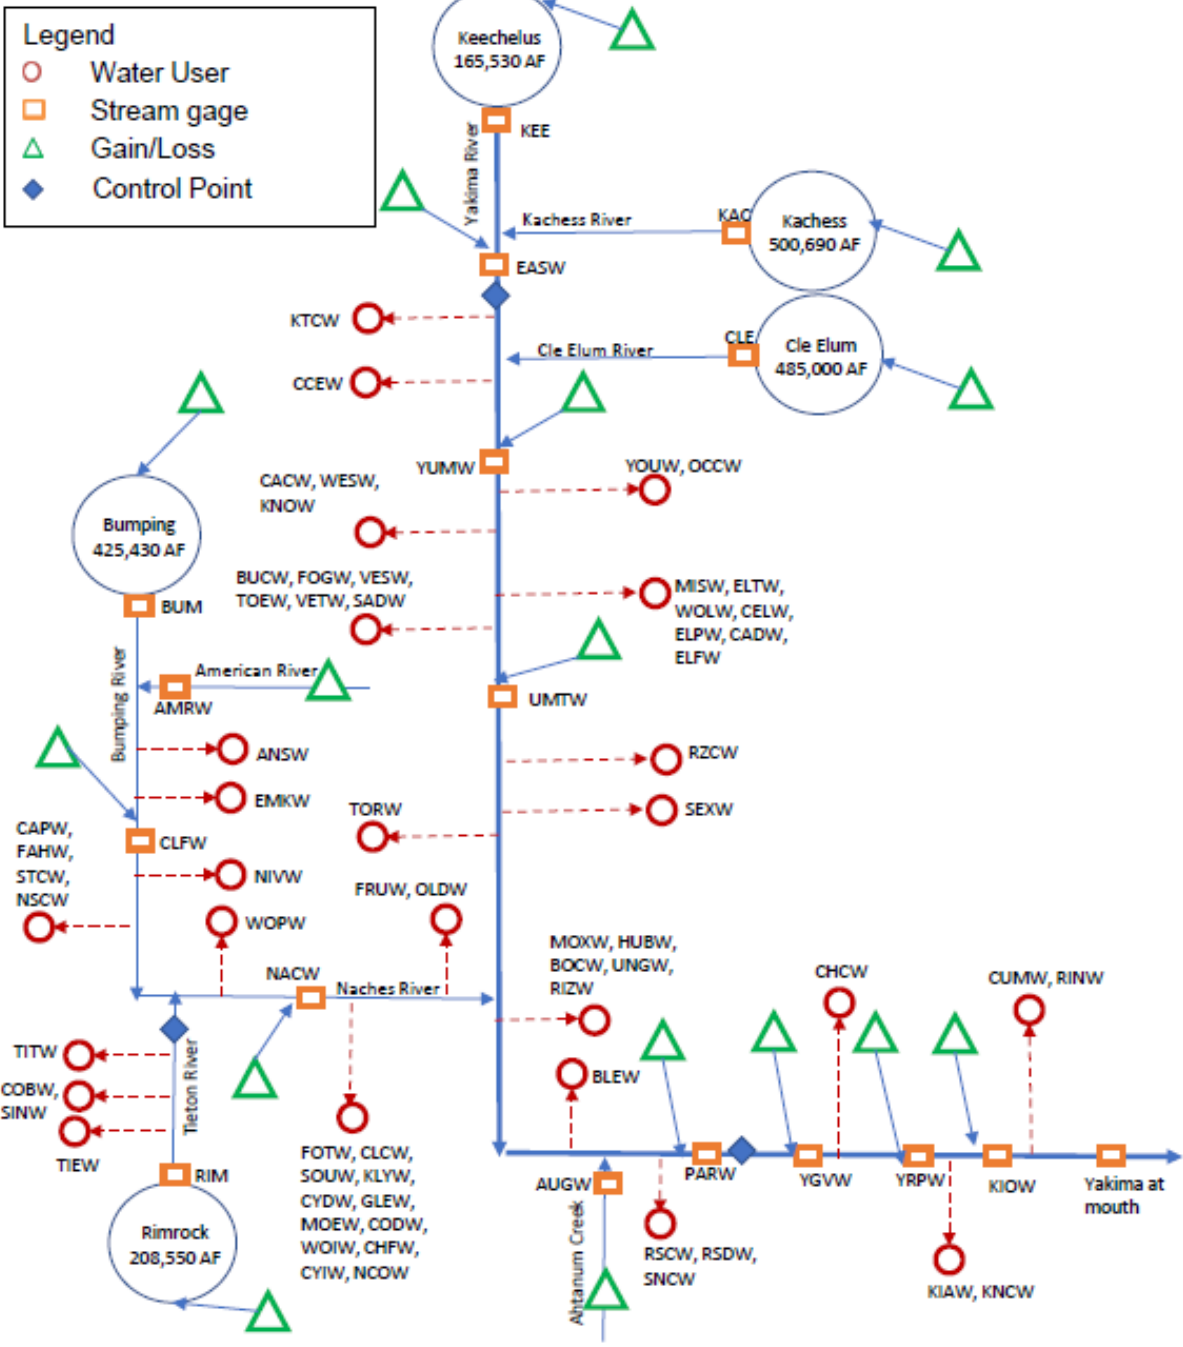 Legend
Water User
Stream gage
Gain/Loss
Control Point
Keechelus
165,530 AF
KEE
Yakima River
Kachess River
KAC
Kachess
500,690 AF
EASW
KTCW
Cle Elum River
CLE
Cle Elum
485,000 AF
CCEW
YUMW
YOUW, OCCW
CACW, WESW,
KNOW
Bumping
425,430 AF
BUCW, FOGW, VESW,
TOEW, VETW, SADW
MISW, ELTW,
WOLW, CELW,
ELPW, CADW,
ELFW
BUM
American River
AMRW
Bumping River
UMTW
ANSW
RZCW
EMKW
TORW
SEXW
CAPW,
FAHW,
STCW,
NSCW
CLFW
NIVW
FRUW, OLDW
WOPW
MOXW, HUBW,
BOCW, UNGW,
RIZW
NACW
Naches River
CHCW
CUMW, RINW
TITW
COBW,
SINW
TIEW
Tieton River
BLEW
RIM
Rimrock
208,550 AF
FOTW, CLCW,
SOUW, KLYW,
CYDW, GLEW,
MOEW, CODW,
WOIW, CHFW,
CYIW, NCOW
AUGW
Ahtanum Creek
PARW
YGVW
YRPW
KIOW
Yakima at
mouth
RSCW, RSDW,
SNCW
KIAW, KNCW